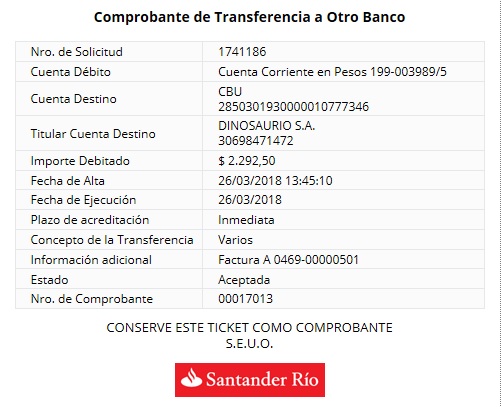 Comprobante de Transferencia a Otro Banco
Nro. de Solicitud 1741186
Cuenta Débito Cuenta Corriente en Pesos 199-003989/5
Cuenta Destino CBU
2850301930000010777346
Titular Cuenta Destino DINOSAURIO S.A.
30698471472
Importe Debitado $ 2.292,50
Fecha de Alta 26/03/2018 13:45:10
Fecha de Ejecución 26/03/2018
Plazo de acreditación Inmediata
Concepto de la Transferencia Varios
Información adicional Factura A 0469-00000501
Estado Aceptada
Nro. de Comprobante 00017013
CONSERVE ESTE TICKET COMO COMPROBANTE
S.E.U.O.
Santander Río